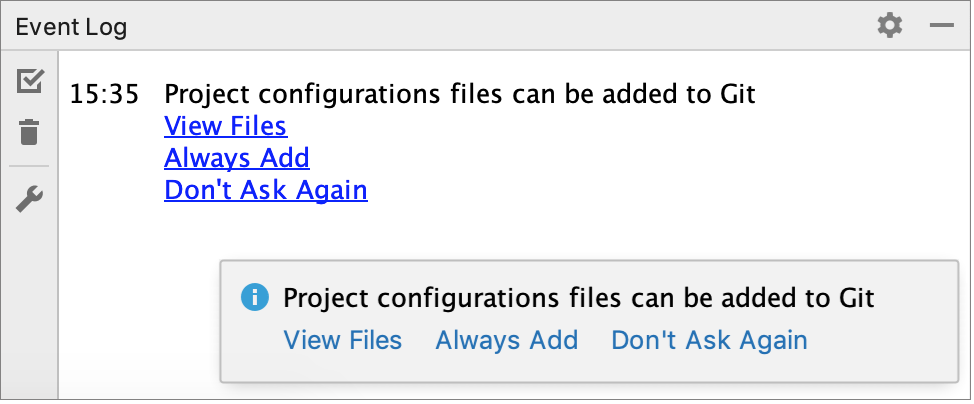 Event Log
15:35 Project configurations files can be added to Git
View Files
Always Add
Don't Ask Again
Project configurations files can be added to Git
View Files Always Add Don't Ask Again